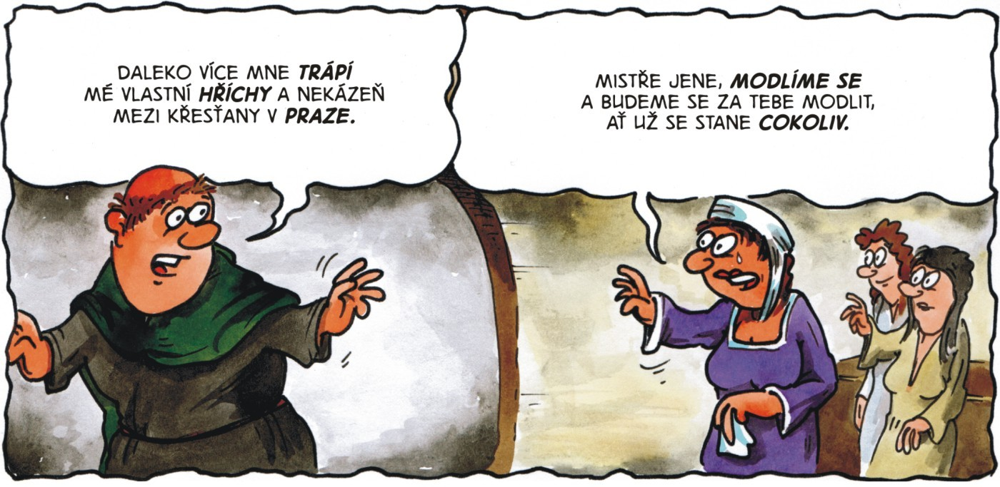 DALEKO VÍCE MNE TRÁPÍ
MÉ VLASTNÍ HŘÍCHY A NEKÁZEŇ
MEZI KŘESŤANY V PRAZE.
MISTŘE JENE, MODLÍME SE
A BUDEME SE ZA TEBE MODLIT,
AŤ UŽ SE STANE COKOLIV.